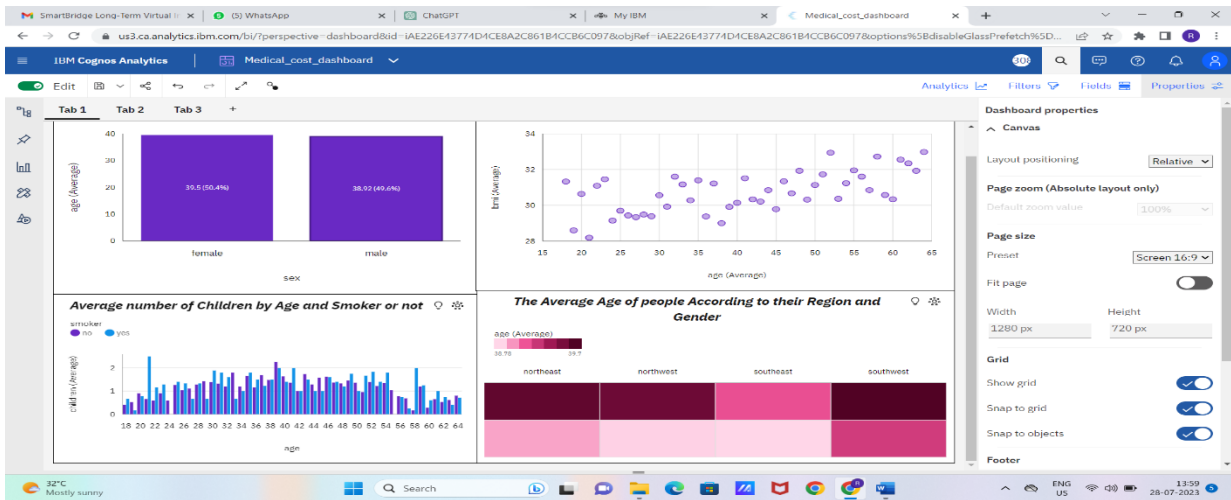 SmartBridge Long-Term Virtual I
(5) WhatsApp
ChatGPT
My IBM
Medical_cost_dashboard
us3.ca.analytics.ibm.com/bi/?perspective=dashboard&id=iAE226E43774D4CE8A2C861B4CCB6C097&objRef=iAE226E43774D4CE8A2C861B4CCB6C097&options%5BdisableGlassPrefetch%5D...
R
IBM Cognos Analytics
Medical_cost_dashboard
Edit
Analytics
Filters
Fields
Properties
Tab 1 Tab 2 Tab 3 +
age (Average)
40
30
20
10
0
39.5 (50.4%)
38.92 (49.6%)
female male
sex
bmi (Average)
34
32
30
28
15 20 25 30 35 40 45 50 55 60 65
age (Average)
Average number of Children by Age and Smoker or not
smoker
no yes
children (Average)
2
1
0
18 20 22 24 26 28 30 32 34 36 38 40 42 44 46 48 50 52 54 56 58 60 62 64
age
The Average Age of people According to their Region and
Gender
age (Average)
38.78 39.7
northeast northwest southeast southwest
Dashboard properties
Canvas
Layout positioning
Relative
Page zoom (Absolute layout only)
Default zoom value
100%
Page size
Preset
Screen 16:9
Fit page
Width Height
1280 px 720 px
Grid
Show grid
Snap to grid
Snap to objects
Footer
32°C
Mostly sunny
Search
ENG
US
13:59
28-07-2023